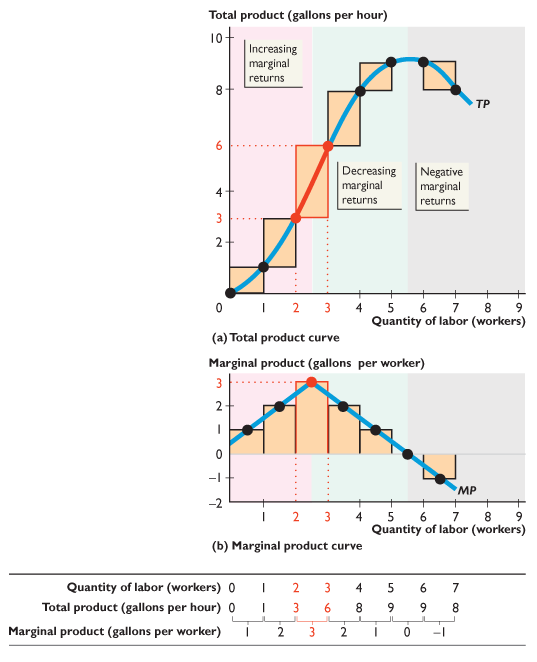 Total product (gallons per hour)
10
Increasing
marginal
returns
8
TP
6
Decreasing
marginal
returns
Negative
marginal
returns
4
3
2
0 1 2 3 4 5 6 7 8 9
Quantity of labor (workers)
(a) Total product curve
Marginal product (gallons per worker)
3
2
1
0
−1
MP
−2
1 2 3 4 5 6 7 8 9
Quantity of labor (workers)
(b) Marginal product curve
Quantity of labor (workers) 0 1 2 3 4 5 6 7
Total product (gallons per hour) 0 1 3 6 8 9 9 8
Marginal product (gallons per worker) 1 2 3 2 1 0 −1